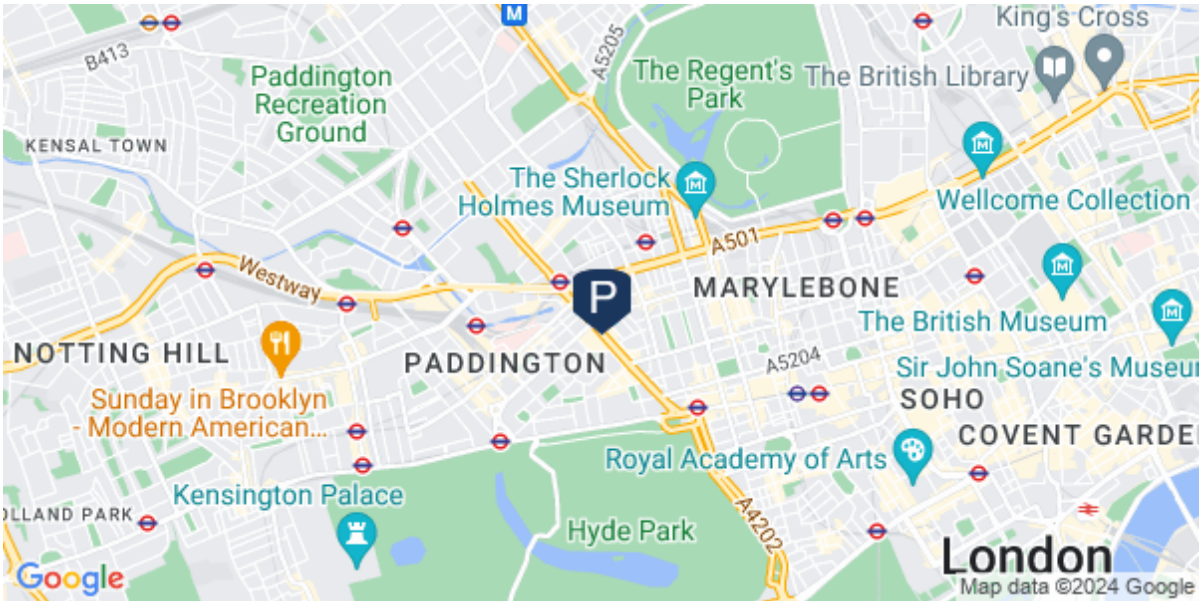 M
B413
A5205
King's Cross
The Regent's
Park
The British Library
Paddington
Recreation
Ground
KENSAL TOWN
The Sherlock
Holmes Museum
M
M
Wellcome Collection
A501
Westway
P
MARYLEBONE
M
The British Museum
M
NOTTING HILL
PADDINGTON
A5204
Sir John Soane's Museu
Sunday in Brooklyn
- Modern American...
SOHO
COVENT GARDE
Royal Academy of Arts
Kensington Palace
OLLAND PARK
Hyde Park
A4202
London
Google
Map data ©2024 Google